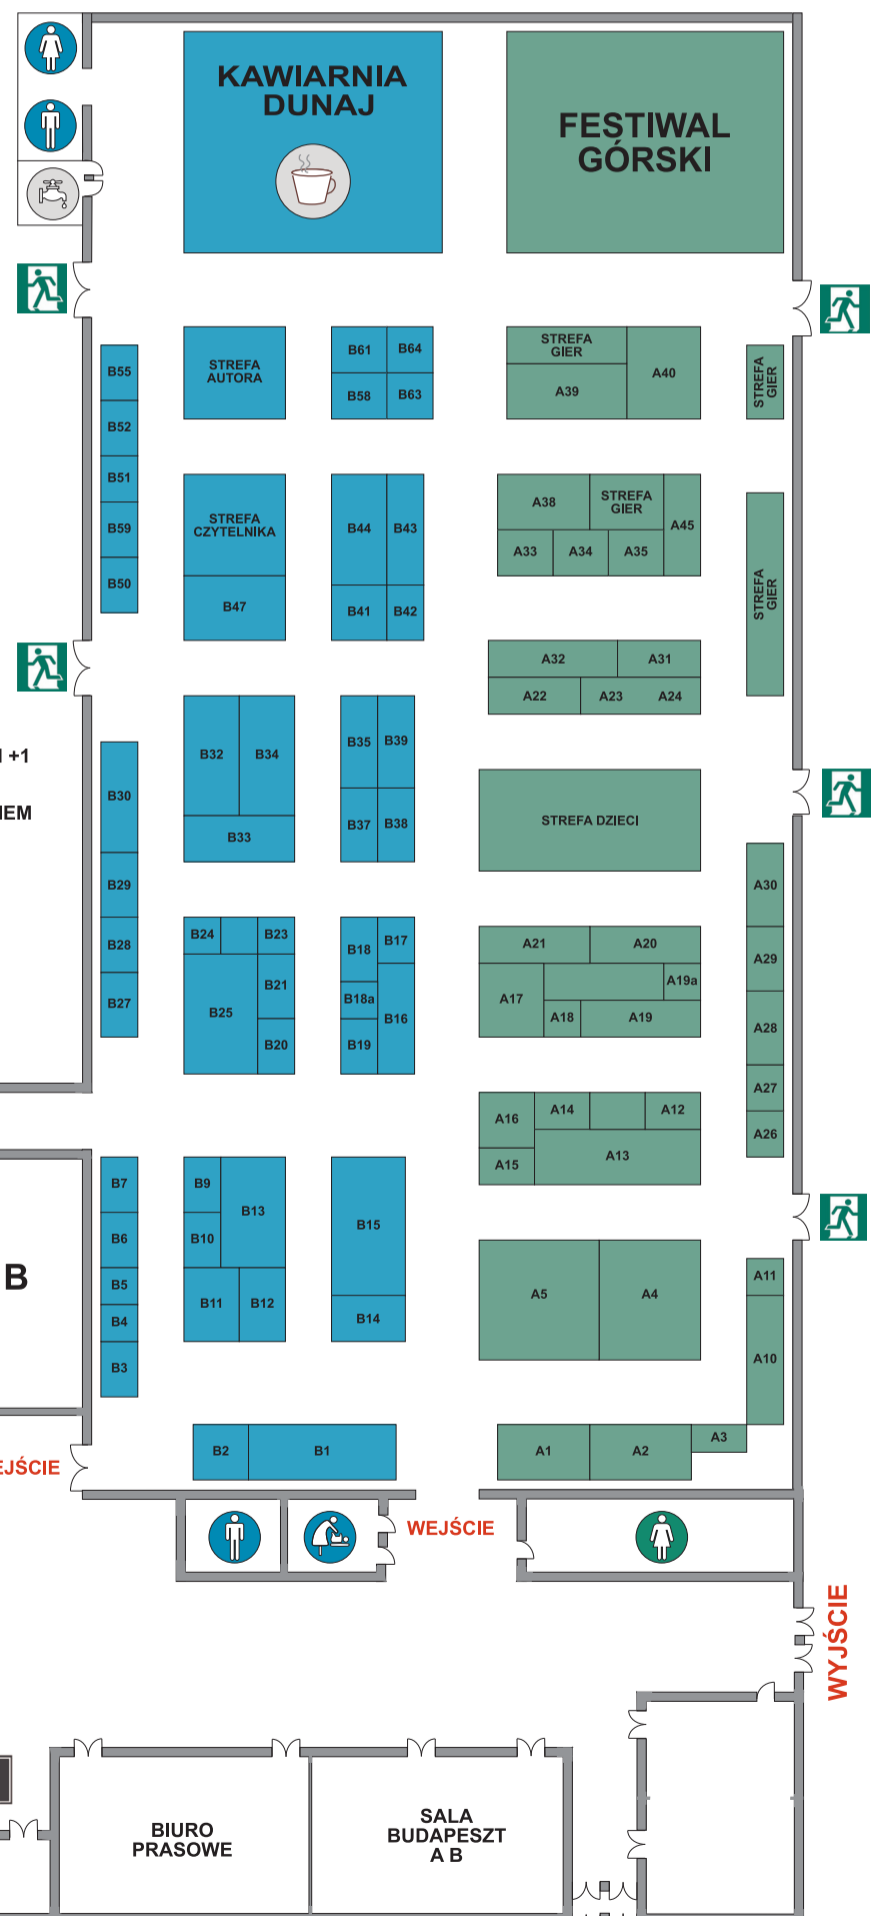 KAWIARNIA
DUNAJ
FESTIWAL
GÓRSKI
STREFA
AUTORA
B61
B64
B58
B63
STREFA
GIER
A39
A40
STREFA
GIER
B55
B52
B51
B59
B50
STREFA
CZYTELNIKA
B47
B44
B43
B41
B42
A38
STREFA
GIER
A45
A33
A34
A35
STREFA
GIER
A32
A31
A22
A23
A24
+1
IEM
B30
B29
B28
B27
B32
B34
B33
B35
B39
B37
B38
STREFA DZIECI
A30
A29
A28
A27
A26
B24
B23
B25
B21
B20
B18
B17
B18a
B16
B19
A21
A20
A17
A19a
A18
A19
A16
A14
A12
A15
A13
B
B7
B6
B5
B4
B3
B9
B13
B10
B11
B12
B15
B14
A5
A4
A11
A10
B2
B1
A1
A2
A3
EJŚCIE
WEJŚCIE
WYJŚCIE
BIURO
PRASOWE
SALA
BUDAPESZT
A B